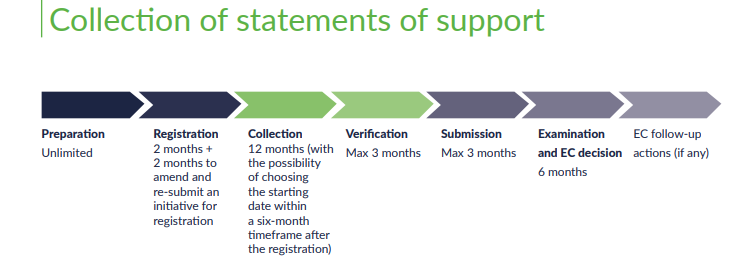 Collection of statements of support
Preparation
Unlimited
Registration
2 months +
2 months to
amend and
re-submit an
initiative for
registration
Collection
12 months (with
the possibility
of choosing
the starting
date within
a six-month
timeframe after
the registration)
Verification
Max 3 months
Submission
Max 3 months
Examination
and EC decision
6 months
EC follow-up
actions (if any)